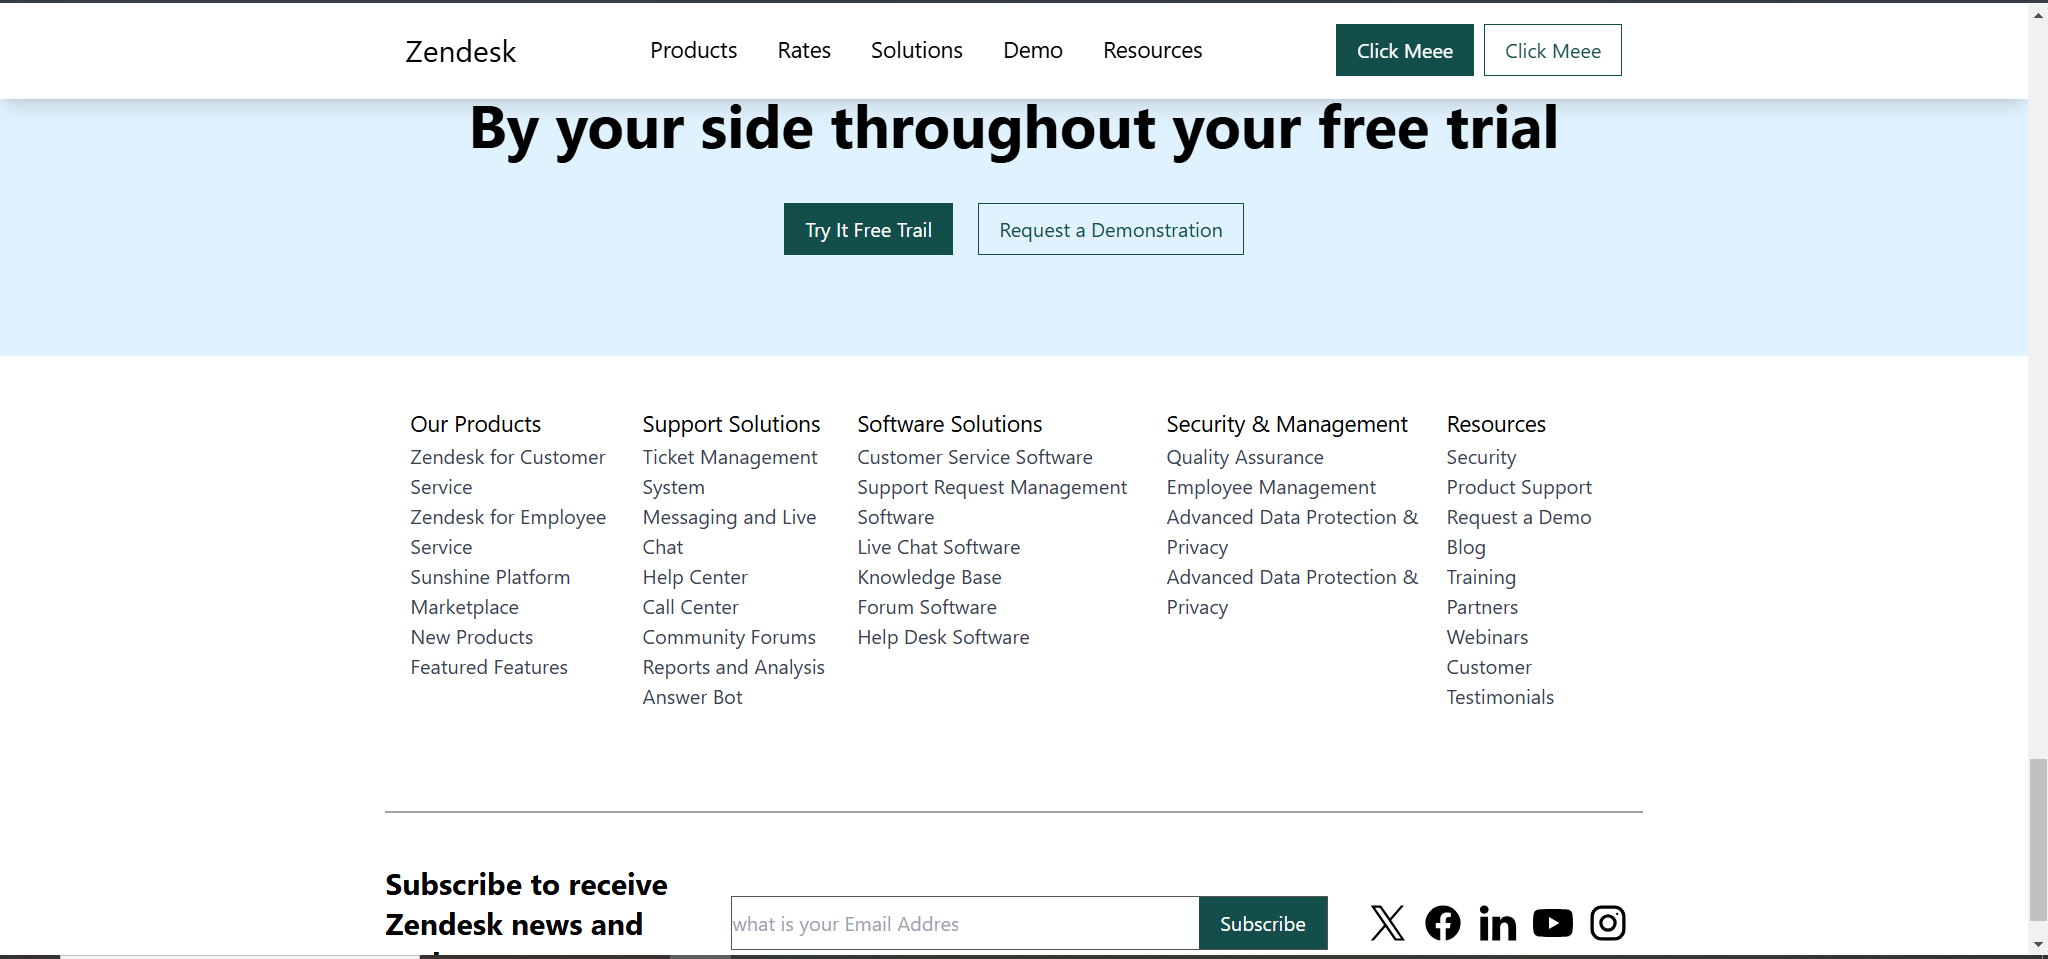 Zendesk Products Rates Solutions Demo Resources Click Meee Click Meee
By your side throughout your free trial
Try It Free Trail Request a Demonstration
Our Products
Zendesk for Customer
Service
Zendesk for Employee
Service
Sunshine Platform
Marketplace
New Products
Featured Features
Support Solutions
Ticket Management
System
Messaging and Live
Chat
Help Center
Call Center
Community Forums
Reports and Analysis
Answer Bot
Software Solutions
Customer Service Software
Support Request Management
Software
Live Chat Software
Knowledge Base
Forum Software
Help Desk Software
Security & Management
Quality Assurance
Employee Management
Advanced Data Protection &
Privacy
Advanced Data Protection &
Privacy
Resources
Security
Product Support
Request a Demo
Blog
Training
Partners
Webinars
Customer
Testimonials
Subscribe to receive
Zendesk news and
what is your Email Addres
Subscribe